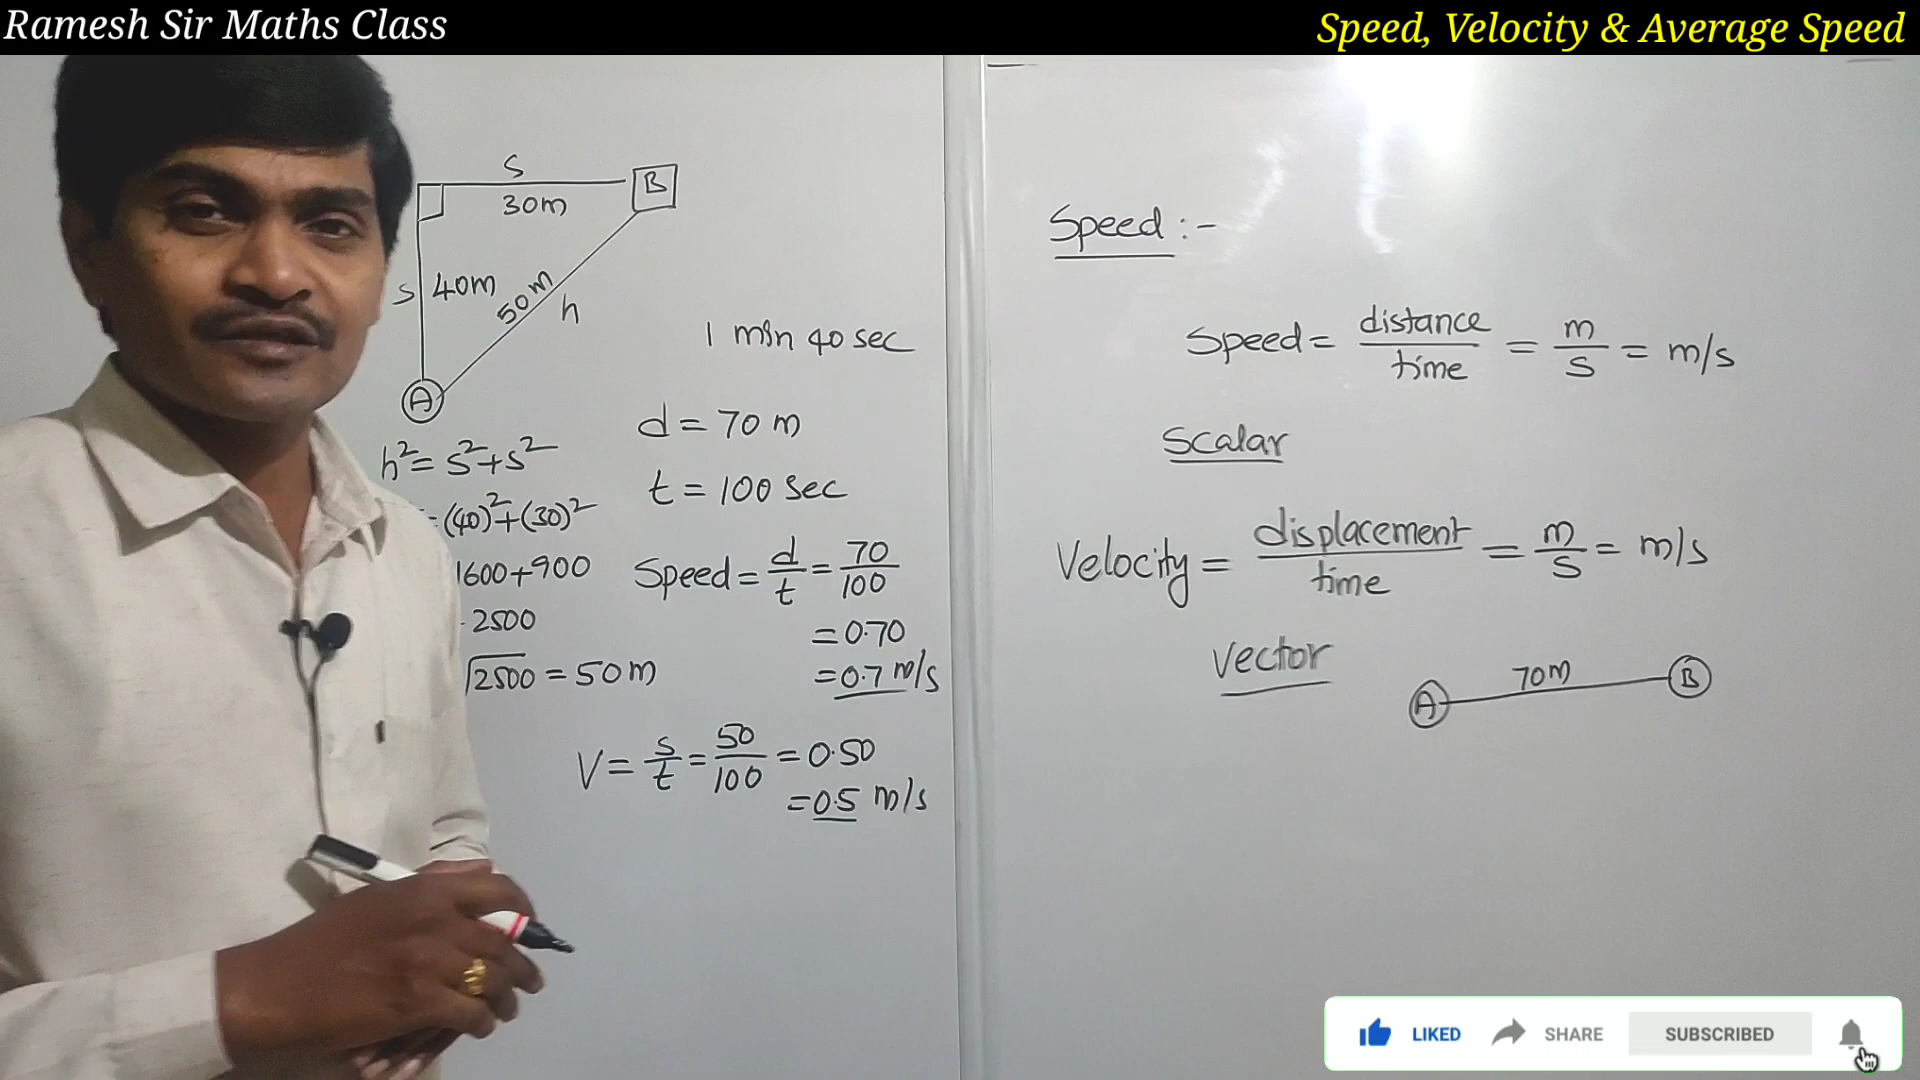 Ramesh Sir Maths Class
Speed, Velocity & Average Speed
S
30m
B
S
40m
50m
h
A
1 min 40 sec
h² = s² + s²
= (40)² + (30)²
1600 + 900
2500
√2500 = 50m
d = 70 m
t = 100 sec
Speed = d/t = 70/100
= 0.70
= 0.7 m/s
V = s/t = 50/100 = 0.50
= 0.5 m/s
Speed :-
Speed = distance/time = m/s = m/s
Scalar
Velocity = displacement/time = m/s = m/s
Vector
A 70m B
LIKED SHARE SUBSCRIBED